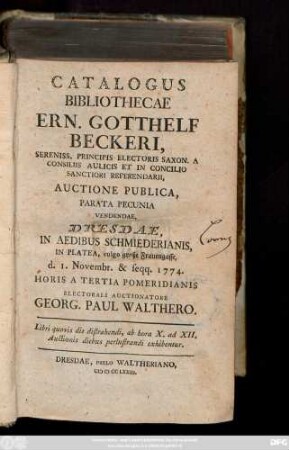 CATALOGUS
BIBLIOTHECAE
ERN. GOTTHELF
BECKERI,
SERENISS. PRINCIPIS ELECTORIS SAXON. A
CONSILIIS AULICIS ET IN CONCILIO
SANCTIORI REFERENDARII,
AUCTIONE PUBLICA,
PARATA PECUNIA
VENDENDAE,
DRESDAE,
IN AEDIBUS SCHMIEDERIANIS,
IN PLATEA, vulgo große Frauengasse,
d. 1. Novembr. & seqq. 1774.
HORIS A TERTIA POMERIDIANIS
ELECTORALI AUCTIONATORE
GEORG. PAUL WALTHERO.
Libri quovis die distrahendi, ab hora X. ad XII.
Auctionis diebus perlustrandi exhibentur.
DRESDAE, PRELO WALTHERIANO,